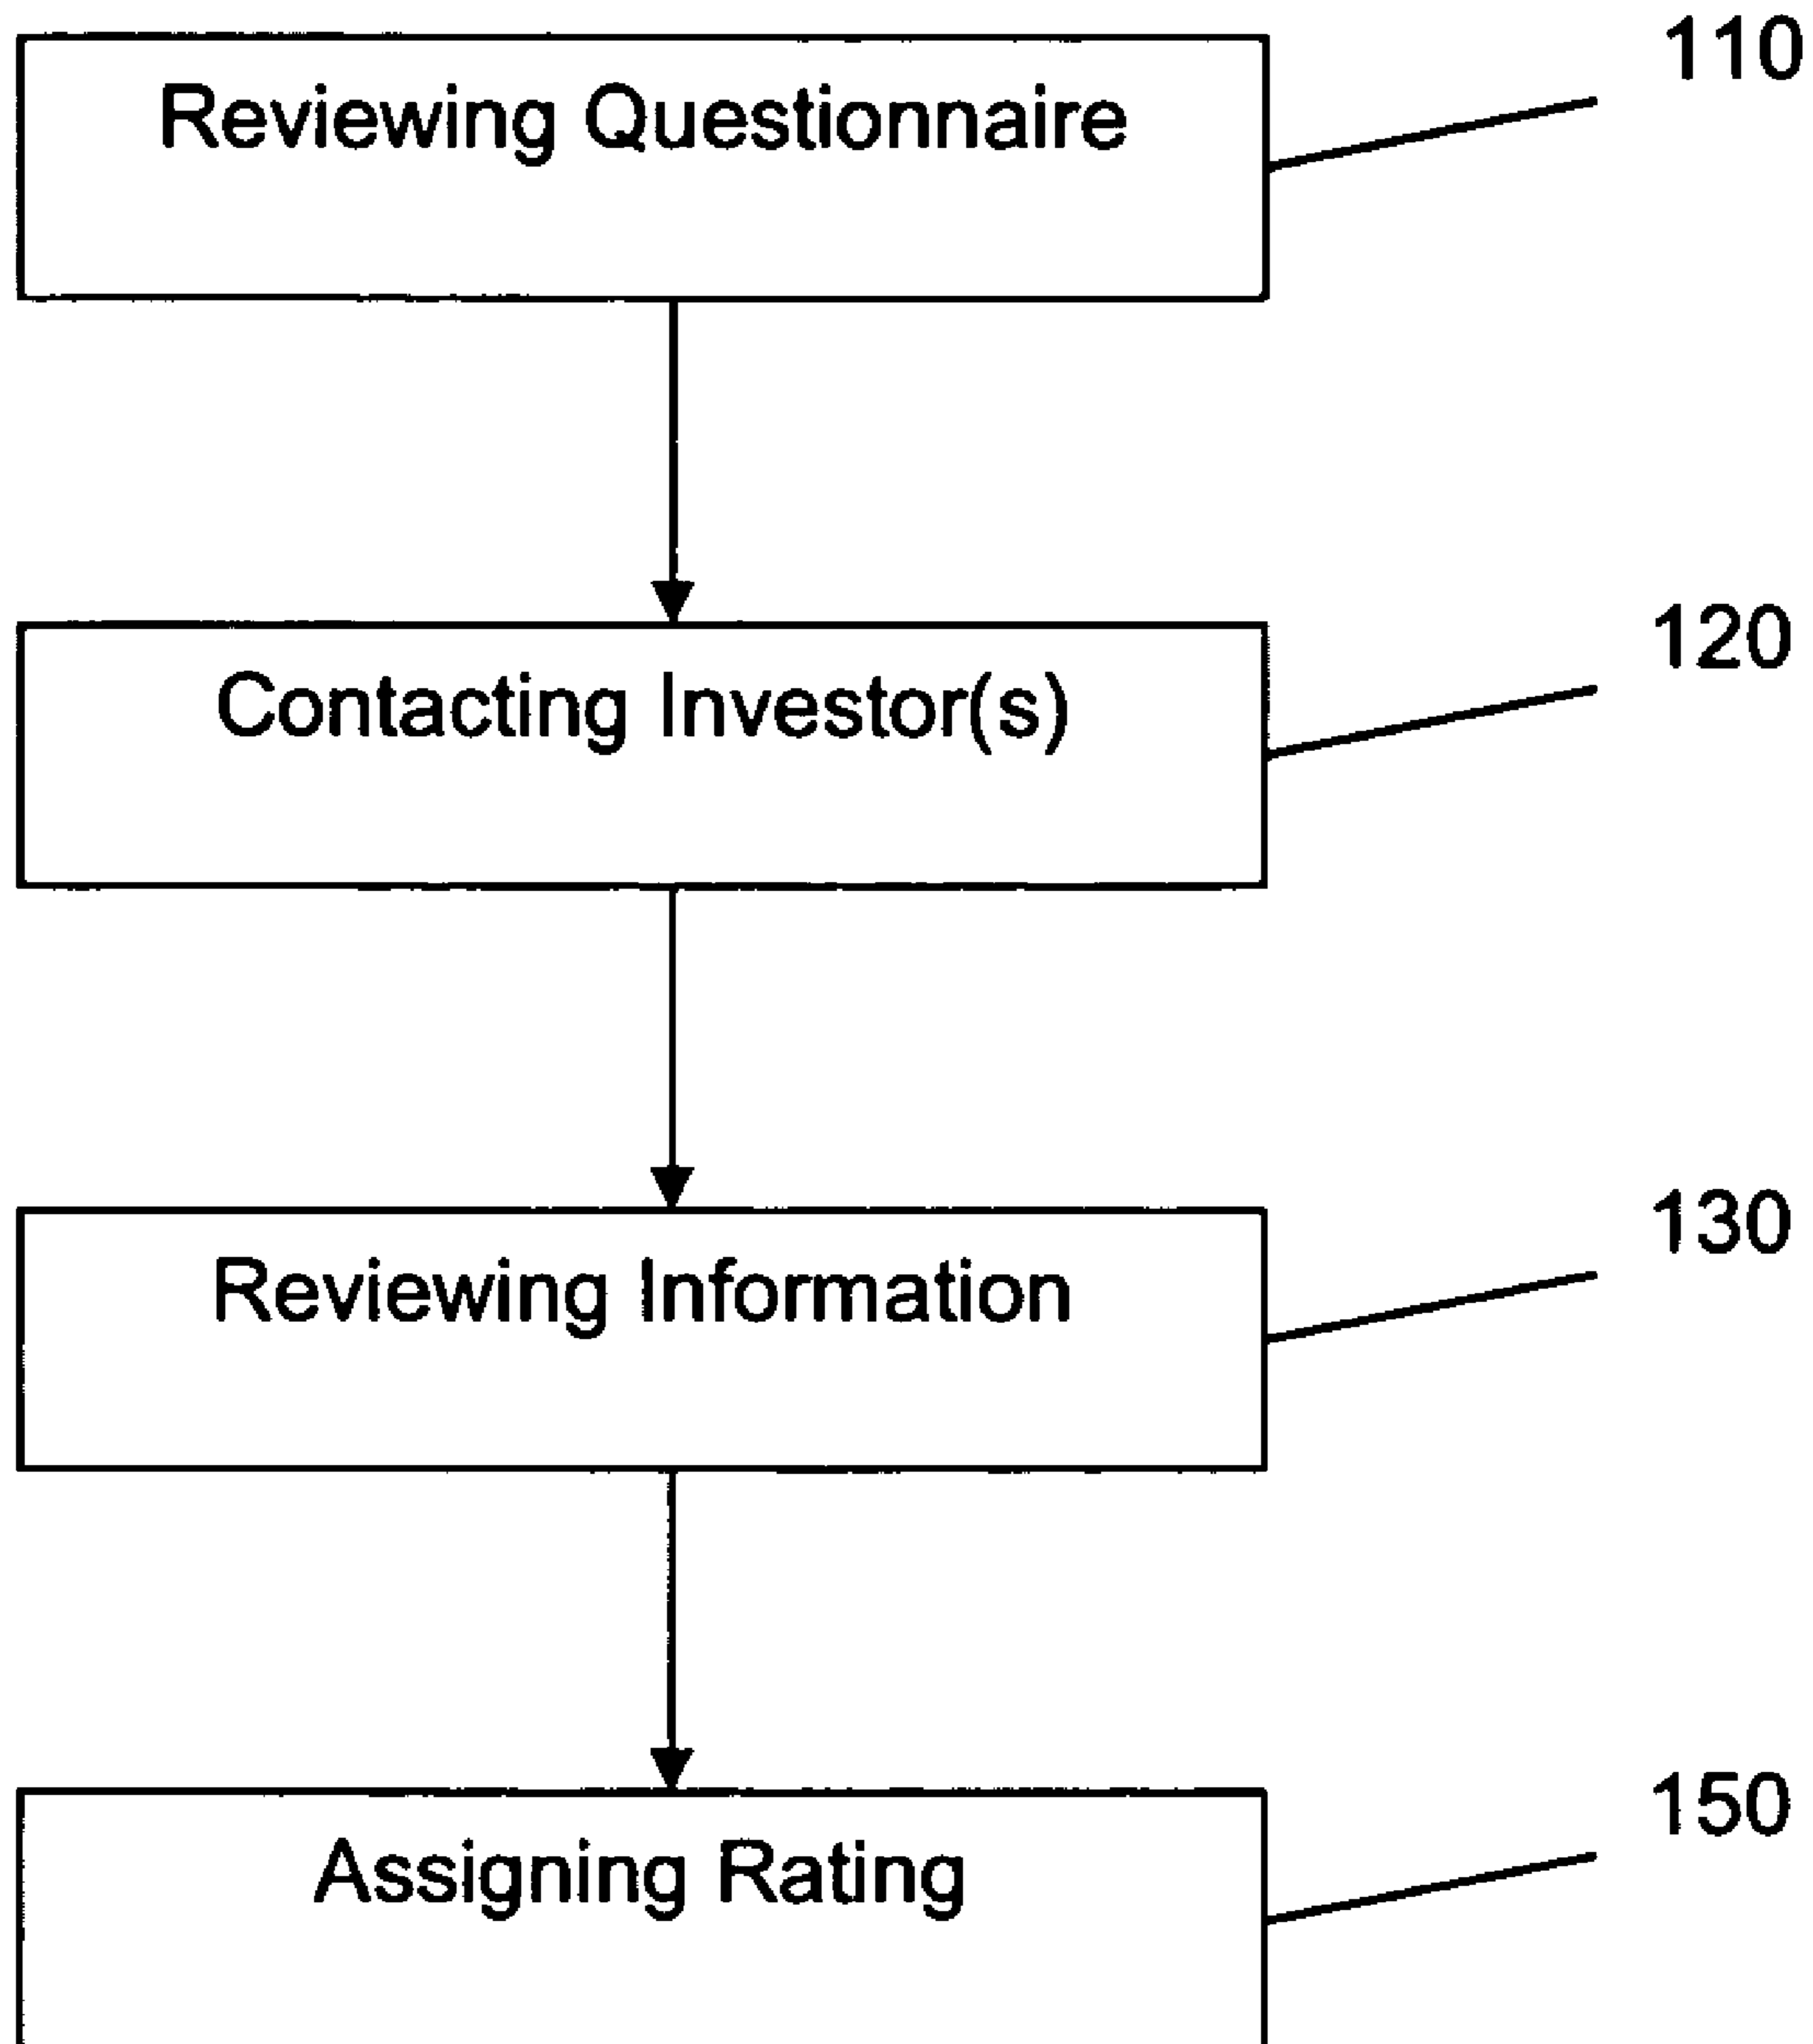 110
Reviewing Questionnaire
120
Contacting Investor(s)
130
Reviewing Information
150
Assigning Rating